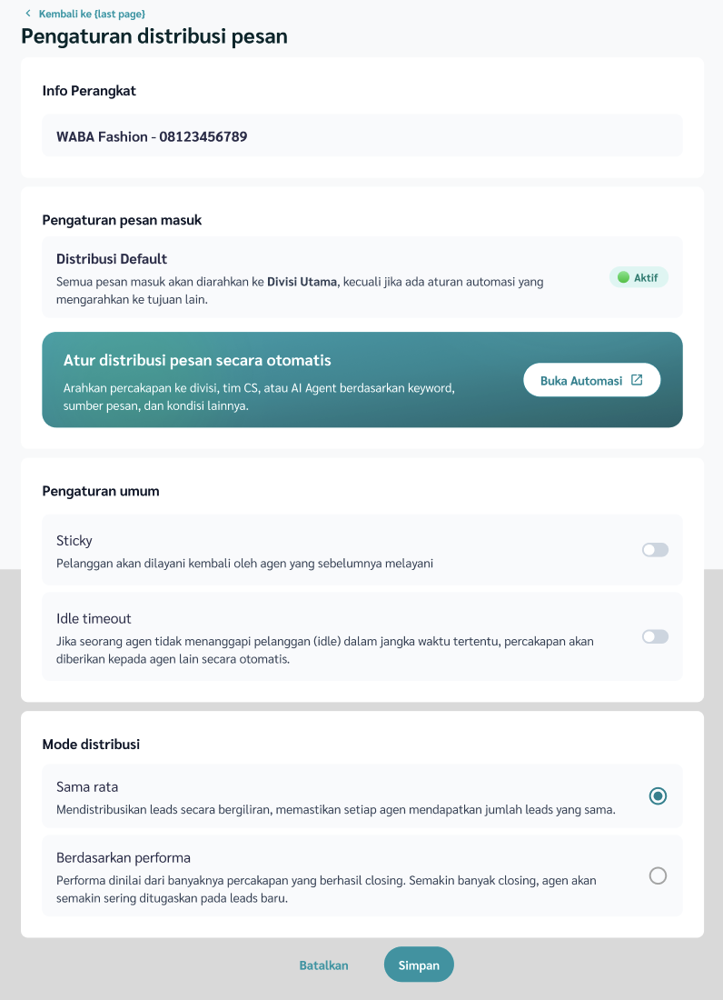 Kembali ke {last page}
Pengaturan distribusi pesan
Info Perangkat
WABA Fashion - 08123456789
Pengaturan pesan masuk
Distribusi Default
Semua pesan masuk akan diarahkan ke Divisi Utama, kecuali jika ada aturan automasi yang
mengarahkan ke tujuan lain.
Aktif
Atur distribusi pesan secara otomatis
Arahkan percakapan ke divisi, tim CS, atau AI Agent berdasarkan keyword,
sumber pesan, dan kondisi lainnya.
Buka Automasi
Pengaturan umum
Sticky
Pelanggan akan dilayani kembali oleh agen yang sebelumnya melayani
Idle timeout
Jika seorang agen tidak menanggapi pelanggan (idle) dalam jangka waktu tertentu, percakapan akan
diberikan kepada agen lain secara otomatis.
Mode distribusi
Sama rata
Mendistribusikan leads secara bergiliran, memastikan setiap agen mendapatkan jumlah leads yang sama.
Berdasarkan performa
Performa dinilai dari banyaknya percakapan yang berhasil closing. Semakin banyak closing, agen akan
semakin sering ditugaskan pada leads baru.
Batalkan
Simpan